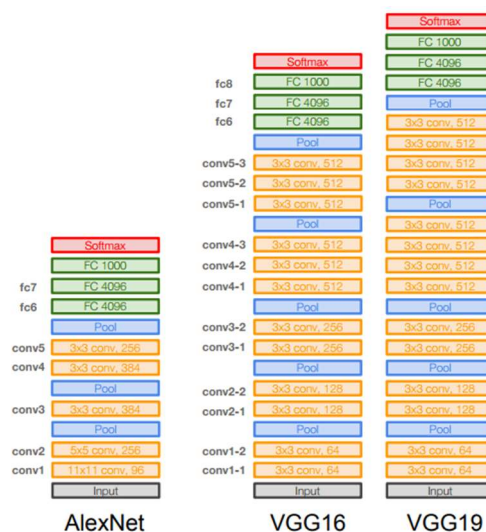 Softmax
FC 1000
fc7 FC 4096
fc6 FC 4096
Pool
conv5 3x3 conv, 256
conv4 3x3 conv, 384
Pool
conv3 3x3 conv, 384
Pool
conv2 5x5 conv, 256
conv1 11x11 conv, 96
Input
AlexNet
Softmax
fc8 FC 1000
fc7 FC 4096
fc6 FC 4096
Pool
conv5-3 3x3 conv, 512
conv5-2 3x3 conv, 512
conv5-1 3x3 conv, 512
Pool
conv4-3 3x3 conv, 512
conv4-2 3x3 conv, 512
conv4-1 3x3 conv, 512
Pool
conv3-2 3x3 conv, 256
conv3-1 3x3 conv, 256
Pool
conv2-2 3x3 conv, 128
conv2-1 3x3 conv, 128
Pool
conv1-2 3x3 conv, 64
conv1-1 3x3 conv, 64
Input
VGG16
Softmax
FC 1000
FC 4096
FC 4096
Pool
3x3 conv, 512
3x3 conv, 512
3x3 conv, 512
3x3 conv, 512
Pool
3x3 conv, 512
3x3 conv, 512
3x3 conv, 512
3x3 conv, 512
Pool
3x3 conv, 256
3x3 conv, 256
Pool
3x3 conv, 128
3x3 conv, 128
Pool
3x3 conv, 64
3x3 conv, 64
Input
VGG19